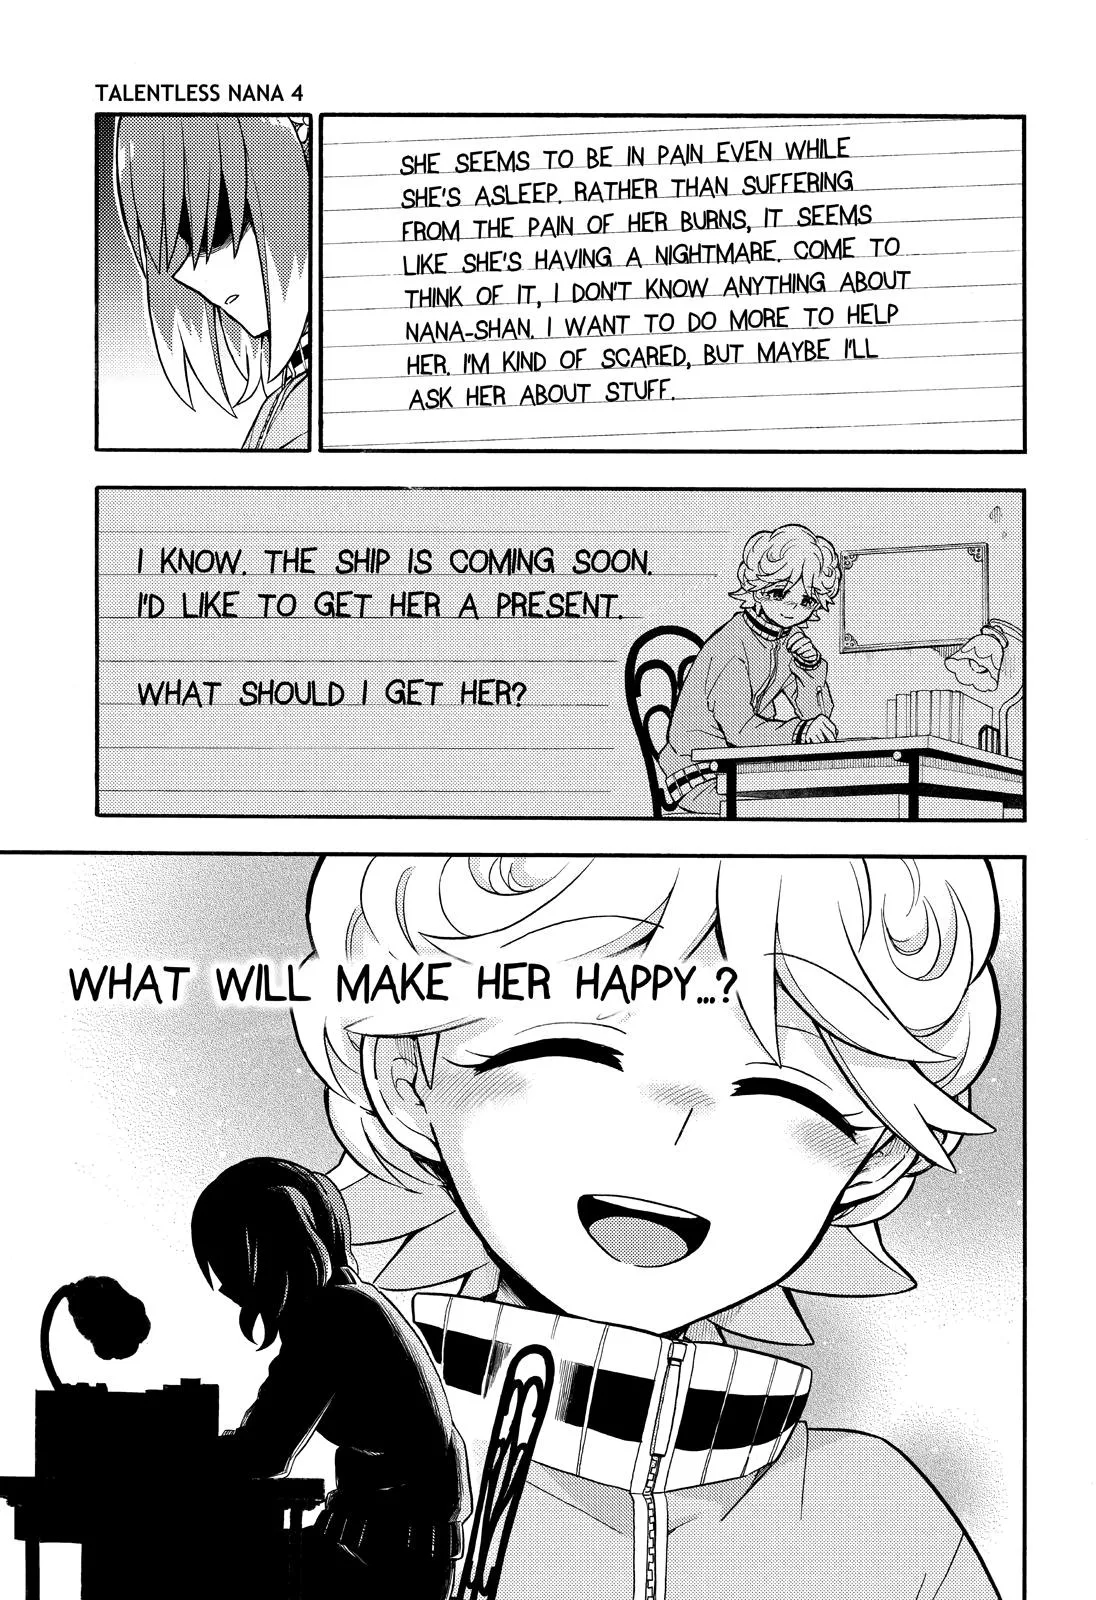 TALENTLESS NANA 4
SHE SEEMS TO BE IN PAIN EVEN WHILE
SHE'S ASLEEP. RATHER THAN SUFFERING
FROM THE PAIN OF HER BURNS, IT SEEMS
LIKE SHE'S HAVING A NIGHTMARE. COME TO
THINK OF IT, I DON'T KNOW ANYTHING ABOUT
NANA-SHAN. I WANT TO DO MORE TO HELP
HER. I'M KIND OF SCARED, BUT MAYBE I'LL
ASK HER ABOUT STUFF.
I KNOW. THE SHIP IS COMING SOON.
I'D LIKE TO GET HER A PRESENT.
WHAT SHOULD I GET HER?
WHAT WILL MAKE HER HAPPY...?